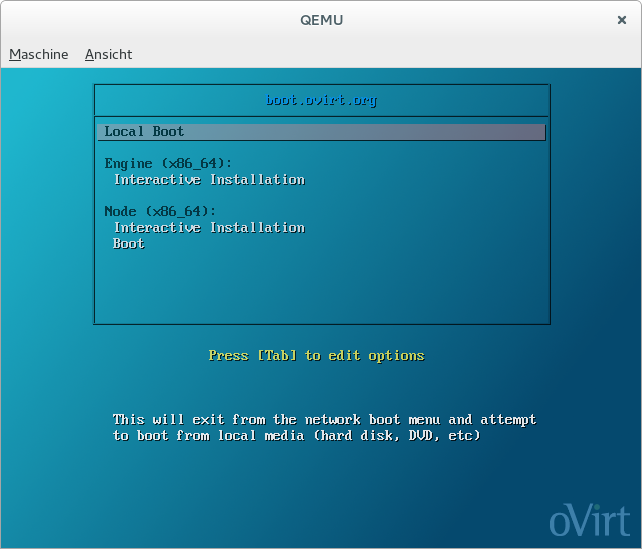 QEMU ×
Maschine Ansicht
boot.ovirt.org
Local Boot
Engine (x86_64):
Interactive Installation
Node (x86_64):
Interactive Installation
Boot
Press [Tab] to edit options
This will exit from the network boot menu and attempt
to boot from local media (hard disk, DVD, etc)
oVirt